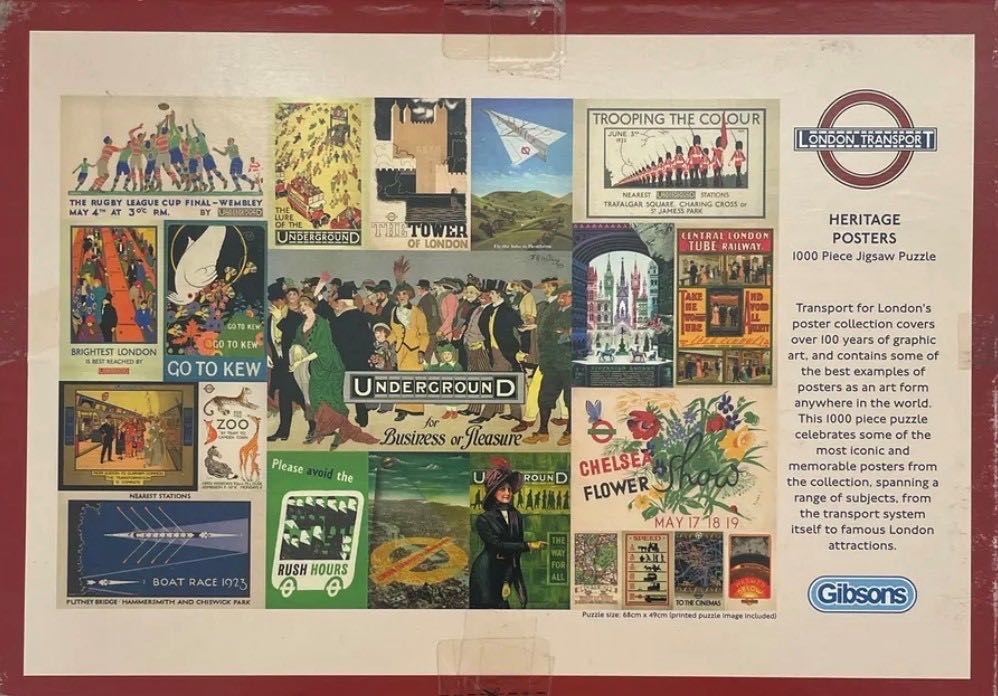 THE RUGBY LEAGUE CUP FINAL – WEMBLEY
MAY 4TH AT 3 O'C P.M. BY UNDERGROUND
THE
LURE
OF THE
UNDERGROUND
THE TOWER
OF LONDON
TROOPING THE COLOUR
JUNE 3RD
NEAREST UNDERGROUND STATIONS
TRAFALGAR SQUARE, CHARING CROSS or
ST JAMES'S PARK
BRIGHTEST LONDON
IS BEST REACHED BY
UNDERGROUND
GO TO KEW
GO TO KEW
GO TO KEW
UNDERGROUND
for
Business or Pleasure
CENTRAL LONDON
TUBE RAILWAY
TAKE
ZOO
NEAREST STATIONS
BOAT RACE 1923
PUTNEY BRIDGE · HAMMERSMITH AND CHISWICK PARK
Please avoid the
RUSH HOURS
THE
WAY
FOR
ALL
CHELSEA
FLOWER Show
MAY 17 18 19
SPEED
TO THE CINEMAS
Puzzle size: 68cm x 49cm (printed puzzle image included)
LONDON TRANSPORT
HERITAGE
POSTERS
1000 Piece Jigsaw Puzzle
Transport for London's
poster collection covers
over 100 years of graphic
art, and contains some of
the best examples of
posters as an art form
anywhere in the world.
This 1000 piece puzzle
celebrates some of the
most iconic and
memorable posters from
the collection, spanning a
range of subjects, from
the transport system
itself to famous London
attractions.
Gibsons